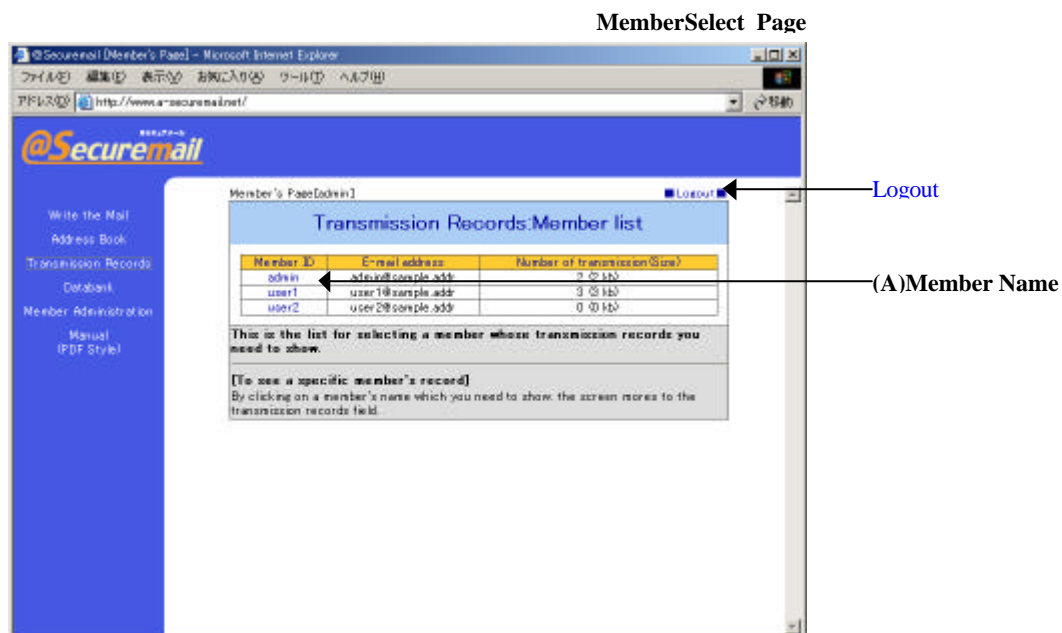 MemberSelect Page
@Securemail [Member's Page] - Microsoft Internet Explorer
ファイル(F) 編集(E) 表示(V) お気に入り(A) ツール(T) ヘルプ(H)
アドレス(D) http://www.a-securemail.net/ 移動
@Securemail
Member's Page[admin] ■Logout■
Logout
Transmission Records:Member list
Write the Mail
Address Book
Transmission Records
Databank
Member Administration
Manual
(PDF Style)
Member ID E-mail address Number of transmission(Size)
admin admin@sample.addr 2 (2 kb)
user1 user1@sample.addr 3 (3 kb)
user2 user2@sample.addr 0 (0 kb)
(A)Member Name
This is the list for selecting a member whose transmission records you
need to show.
[To see a specific member's record]
By clicking on a member's name which you need to show. the screen mores to the
transmission records field.